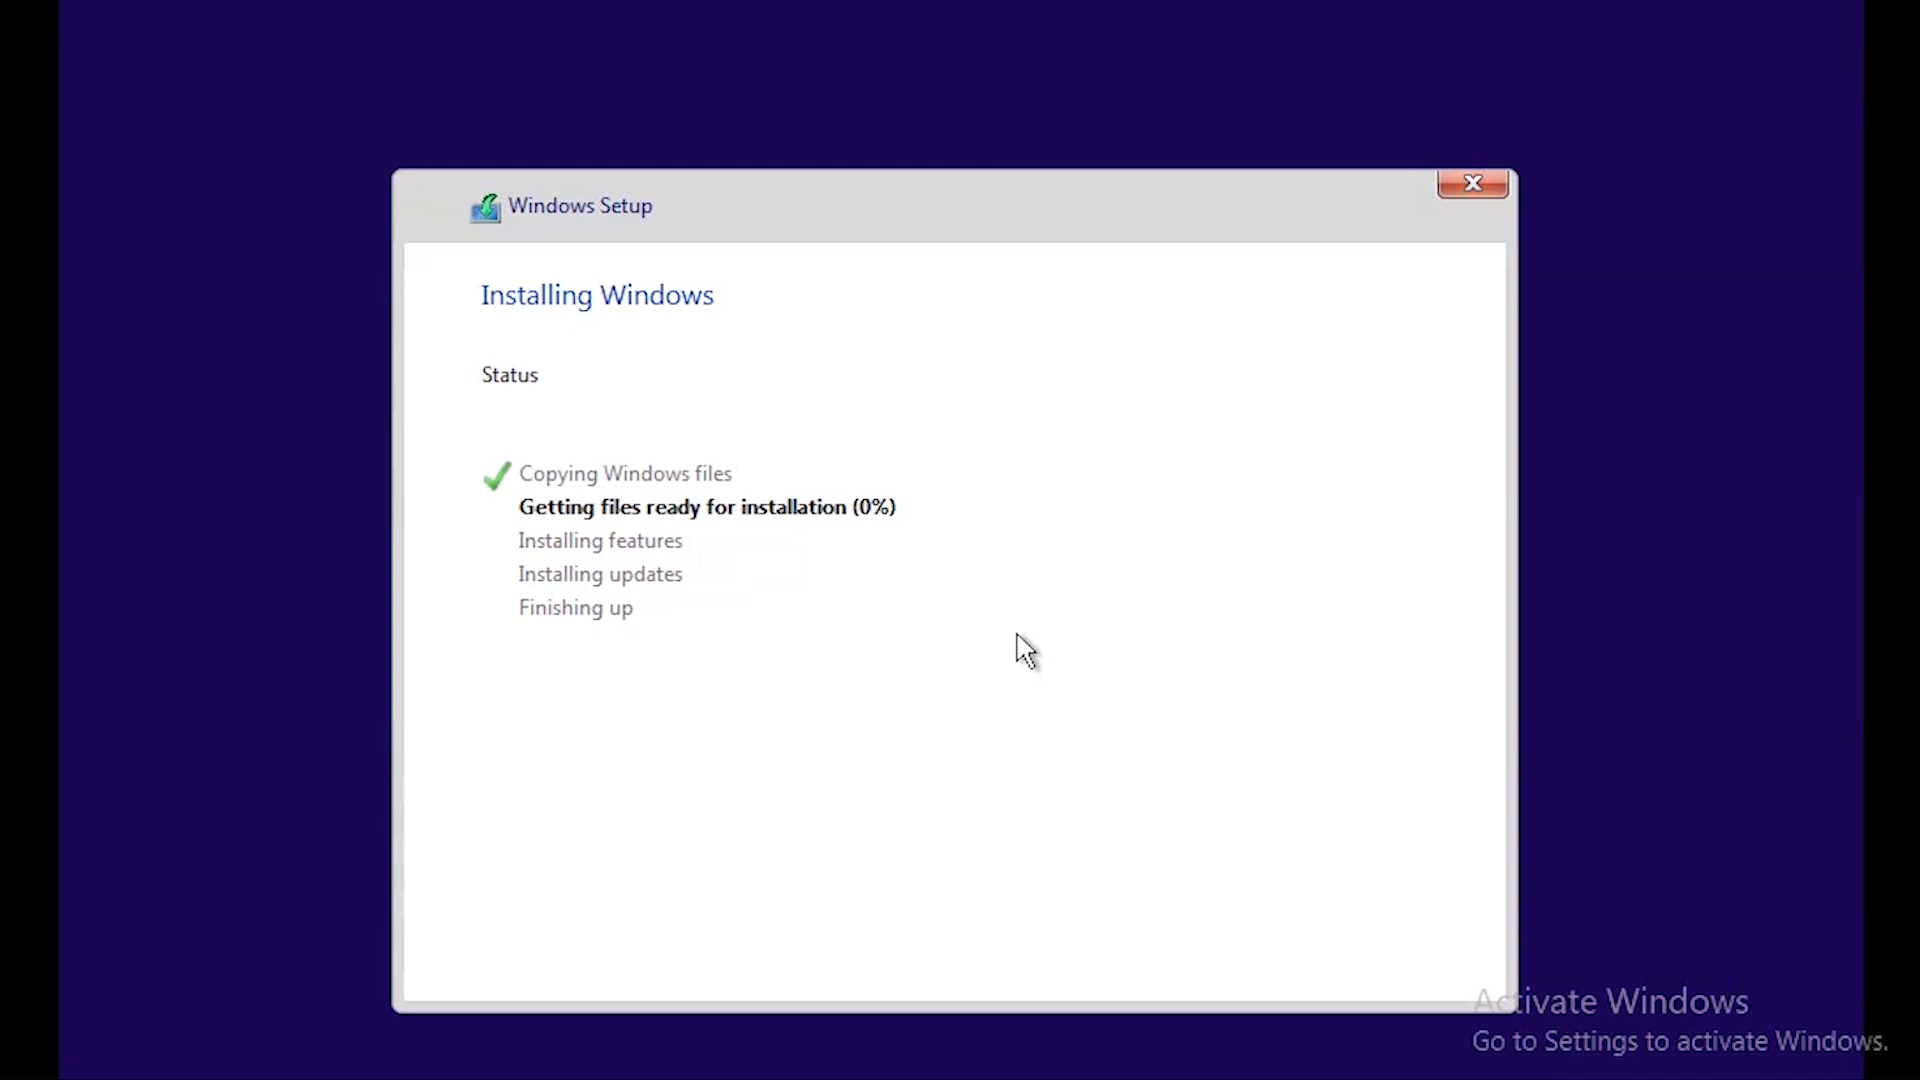 Windows Setup
Installing Windows
Status
Copying Windows files
Getting files ready for installation (0%)
Installing features
Installing updates
Finishing up
Activate Windows
Go to Settings to activate Windows.